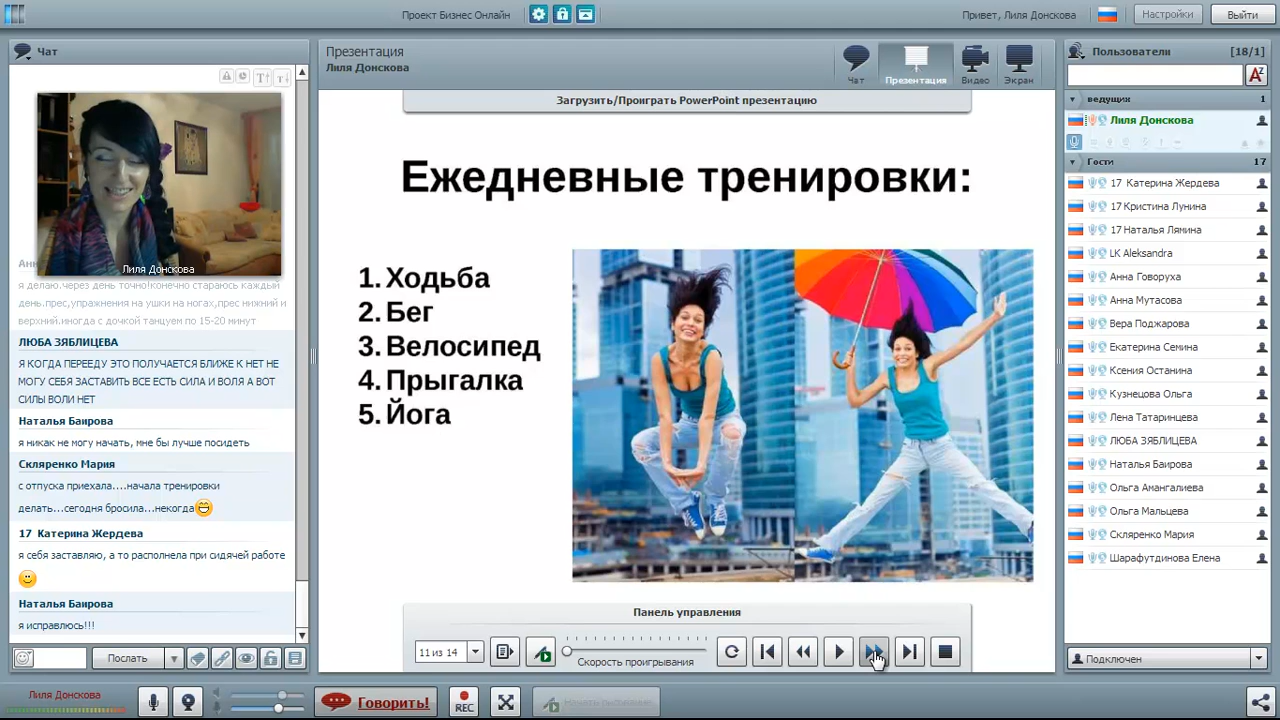 Проект Бизнес Онлайн
Привет, Лиля Донскова
Настройки
Выйти
Чат
Лиля Донскова
я делаю.через день точно!конечно староюсь каждый
день.прес,упражнения на ушки на ногах,прес нижний и
верхний.иногда с дочкой танцуем по 15-20 минут
ЛЮБА ЗЯБЛИЦЕВА
Я КОГДА ПЕРЕЕДУ ЭТО ПОЛУЧАЕТСЯ БЛИЖЕ К НЕТ НЕ
МОГУ СЕБЯ ЗАСТАВИТЬ ВСЕ ЕСТЬ СИЛА И ВОЛЯ А ВОТ
СИЛЫ ВОЛИ НЕТ
Наталья Баирова
я никак не могу начать, мне бы лучше посидеть
Скляренко Мария
с отпуска приехала....начала тренировки
делать...сегодня бросила...некогда
17 Катерина Жердева
я себя заставляю, а то располнела при сидячей работе
Наталья Баирова
я исправлюсь!!!
Послать
Презентация
Лиля Донскова
Чат
Презентация
Видео
Экран
Загрузить/Проиграть PowerPoint презентацию
Ежедневные тренировки:
1. Ходьба
2. Бег
3. Велосипед
4. Прыгалка
5. Йога
Панель управления
11 из 14
Скорость проигрывания
Пользователи
[18/1]
ведущия 1
Лиля Донскова
Гости 17
17 Катерина Жердева
17 Кристина Лунина
17 Наталья Лямина
LK Aleksandra
Анна Говоруха
Анна Мутасова
Вера Поджарова
Екатерина Семина
Ксения Останина
Кузнецова Ольга
Лена Татаринцева
ЛЮБА ЗЯБЛИЦЕВА
Наталья Баирова
Ольга Амангалиева
Ольга Мальцева
Скляренко Мария
Шарафутдинова Елена
Подключен
Лиля Донскова
Говорить!
REC